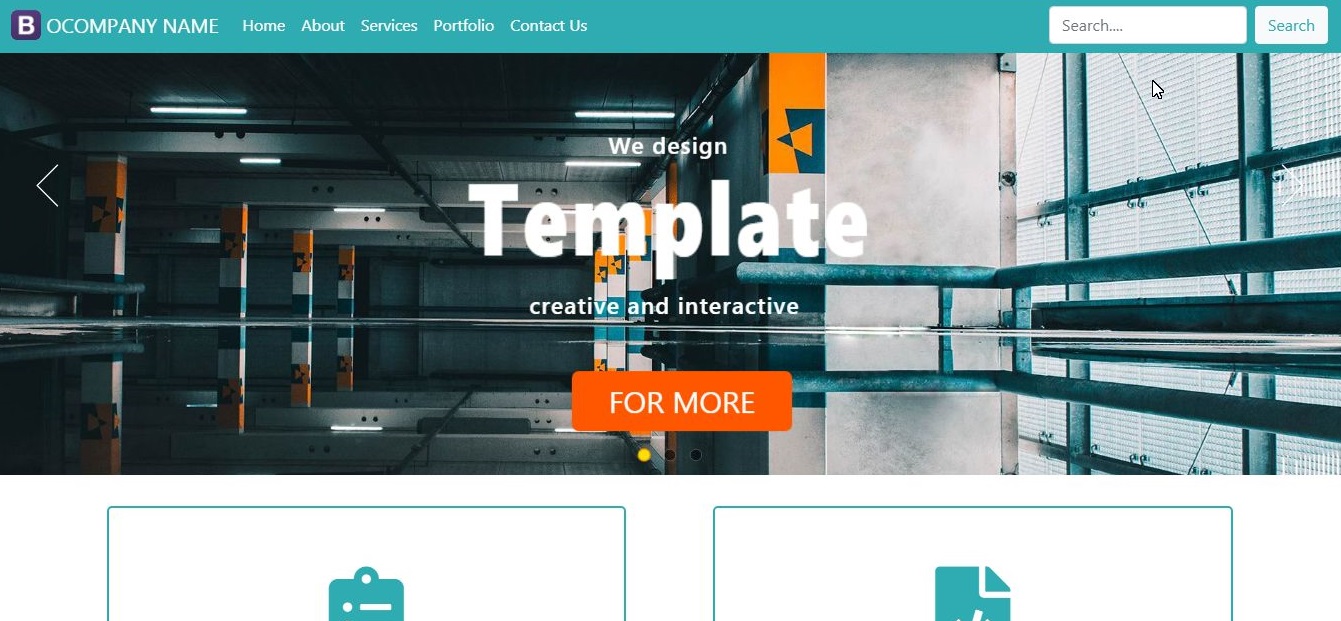 B OCOMPANY NAME Home About Services Portfolio Contact Us Search.... Search
We design
Template
creative and interactive
FOR MORE